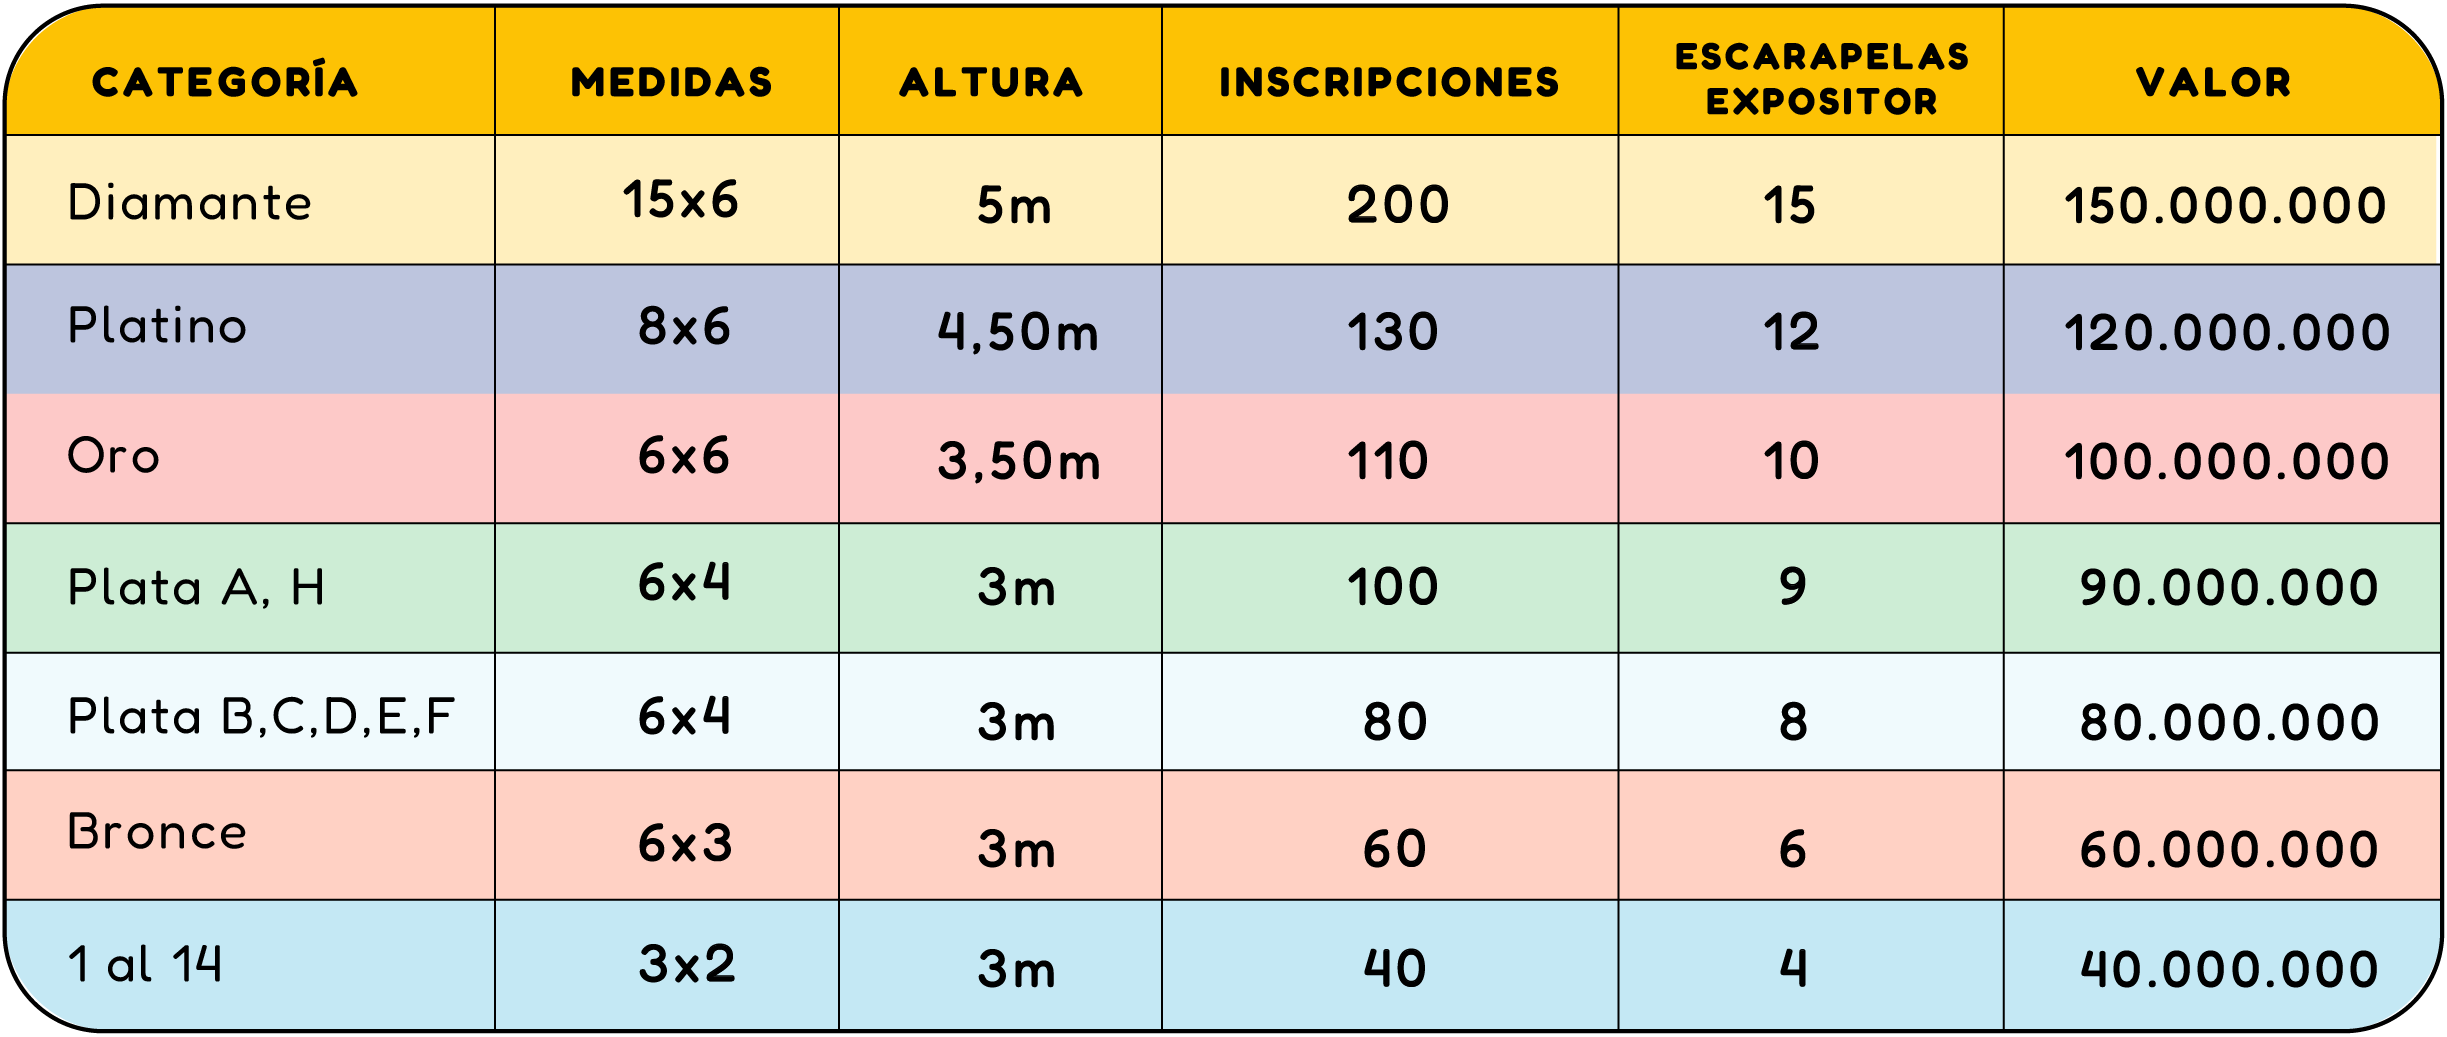 CATEGORÍA MEDIDAS ALTURA INSCRIPCIONES ESCARAPELAS EXPOSITOR VALOR
Diamante 15x6 5m 200 15 150.000.000
Platino 8x6 4,50m 130 12 120.000.000
Oro 6x6 3,50m 110 10 100.000.000
Plata A, H 6x4 3m 100 9 90.000.000
Plata B,C,D,E,F 6x4 3m 80 8 80.000.000
Bronce 6x3 3m 60 6 60.000.000
1 al 14 3x2 3m 40 4 40.000.000